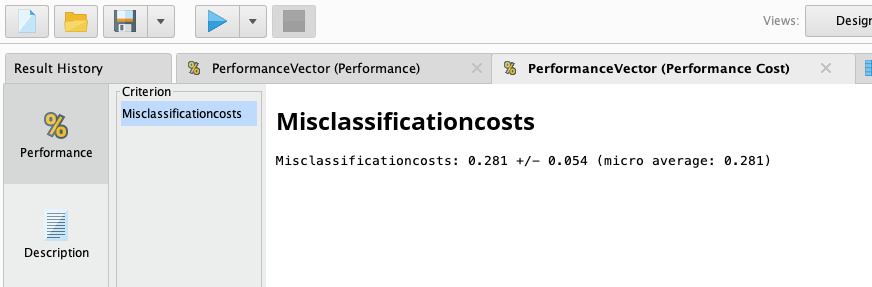 Views:
Design
Result History
% PerformanceVector (Performance)
% PerformanceVector (Performance Cost)
%
Performance
Description
Criterion
Misclassificationcosts
Misclassificationcosts
Misclassificationcosts: 0.281 +/- 0.054 (micro average: 0.281)